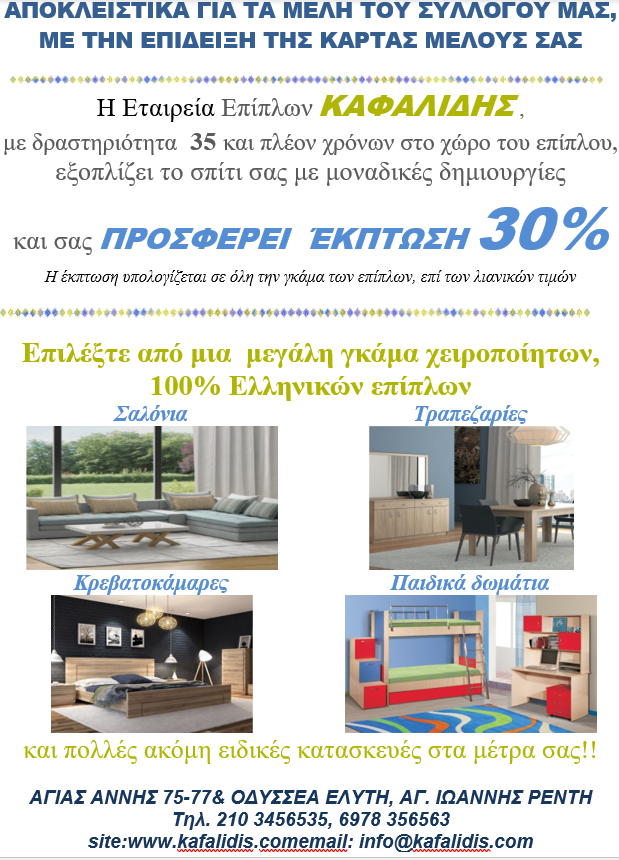 ΑΠΟΚΛΕΙΣΤΙΚΑ ΓΙΑ ΤΑ ΜΕΛΗ ΤΟΥ ΣΥΛΛΟΓΟΥ ΜΑΣ,
ΜΕ ΤΗΝ ΕΠΙΔΕΙΞΗ ΤΗΣ ΚΑΡΤΑΣ ΜΕΛΟΥΣ ΣΑΣ
Η Εταιρεία Επίπλων ΚΑΦΑΛΙΔΗΣ ,
με δραστηριότητα 35 και πλέον χρόνων στο χώρο του επίπλου,
εξοπλίζει το σπίτι σας με μοναδικές δημιουργίες
και σας ΠΡΟΣΦΕΡΕΙ ΈΚΠΤΩΣΗ 30%
Η έκπτωση υπολογίζεται σε όλη την γκάμα των επίπλων, επί των λιανικών τιμών
Επιλέξτε από μια μεγάλη γκάμα χειροποίητων,
100% Ελληνικών επίπλων
Σαλόνια Τραπεζαρίες
Κρεβατοκάμαρες Παιδικά δωμάτια
και πολλές ακόμη ειδικές κατασκευές στα μέτρα σας!!
ΑΓΙΑΣ ΑΝΝΗΣ 75-77& ΟΔΥΣΣΕΑ ΕΛΥΤΗ, ΑΓ. ΙΩΑΝΝΗΣ ΡΕΝΤΗ
Τηλ. 210 3456535, 6978 356563
site:www.kafalidis.comemail: info@kafalidis.com